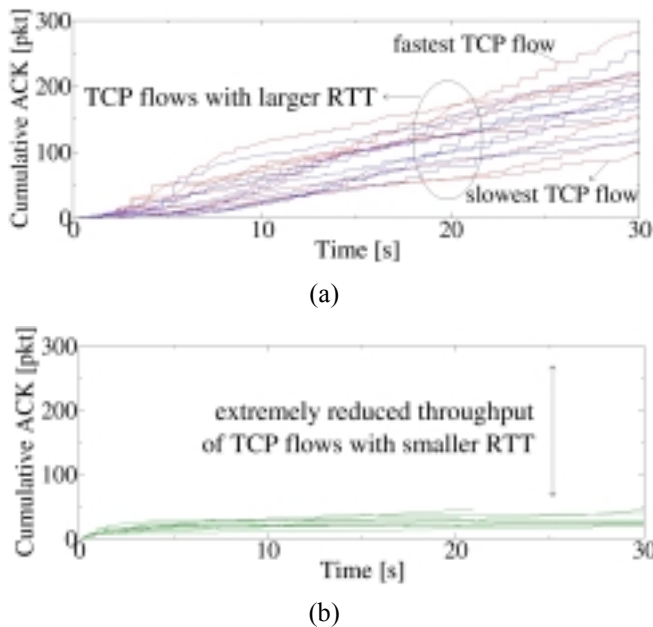 300
200
100
0
Cumulative ACK [pkt]
fastest TCP flow
TCP flows with larger RTT
slowest TCP flow
0
10
20
30
Time [s]
(a)
300
200
100
0
Cumulative ACK [pkt]
extremely reduced throughput
of TCP flows with smaller RTT
0
10
20
30
Time [s]
(b)